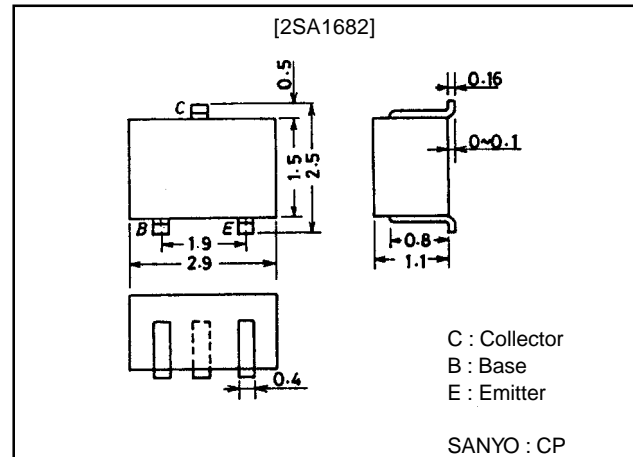 [2SA1682]
0.5
0.16
C
1.5
2.5
0~0.1
B
E
1.9
2.9
0.8
1.1
0.4
C : Collector
B : Base
E : Emitter
SANYO : CP